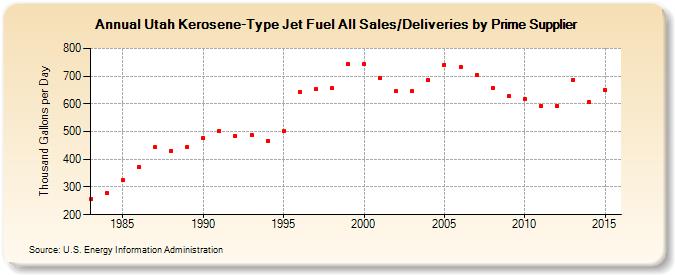 Annual Utah Kerosene-Type Jet Fuel All Sales/Deliveries by Prime Supplier
Thousand Gallons per Day
800
700
600
500
400
300
200
1985 1990 1995 2000 2005 2010 2015
Source: U.S. Energy Information Administration